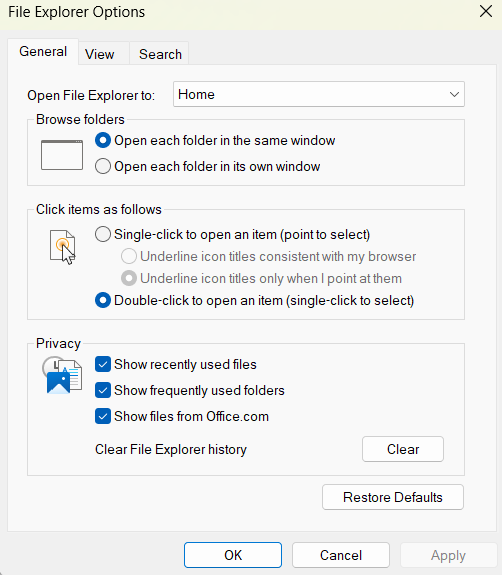 File Explorer Options
General
View
Search
Open File Explorer to:
Home
Browse folders
Open each folder in the same window
Open each folder in its own window
Click items as follows
Single-click to open an item (point to select)
Underline icon titles consistent with my browser
Underline icon titles only when I point at them
Double-click to open an item (single-click to select)
Privacy
Show recently used files
Show frequently used folders
Show files from Office.com
Clear File Explorer history
Clear
Restore Defaults
OK
Cancel
Apply